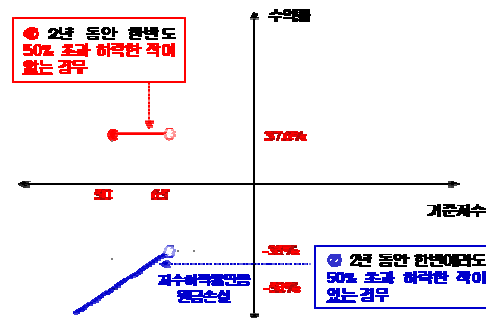 수익률
① 2년 동안 한번도
50% 초과 하락한 적이
없는 경우
50
65
기준지수
지수하락률만큼
원금손실
② 2년 동안 한번이라도
50% 초과 하락한 적이
있는 경우